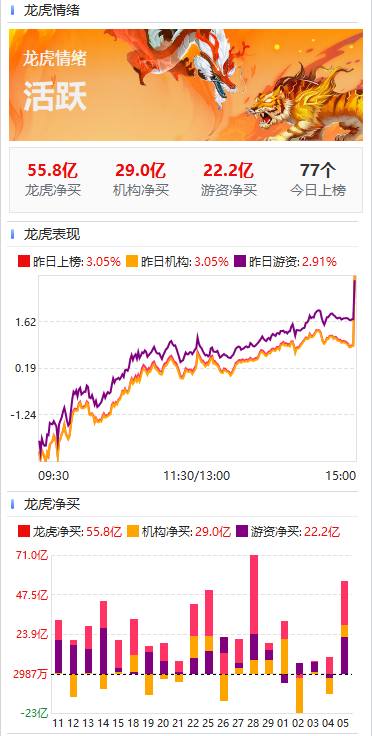 龙虎情绪
龙虎情绪
活跃
55.8亿 29.0亿 22.2亿 77个
龙虎净买 机构净买 游资净买 今日上榜
龙虎表现
昨日上榜: 3.05% 昨日机构: 3.05% 昨日游资: 2.91%
1.62
0.19
-1.24
09:30 11:30/13:00 15:00
龙虎净买
龙虎净买: 55.8亿 机构净买: 29.0亿 游资净买: 22.2亿
71.0亿
47.5亿
23.9亿
2987万
-23亿
11 12 13 14 15 18 19 20 21 22 25 26 27 28 29 01 02 03 04 05